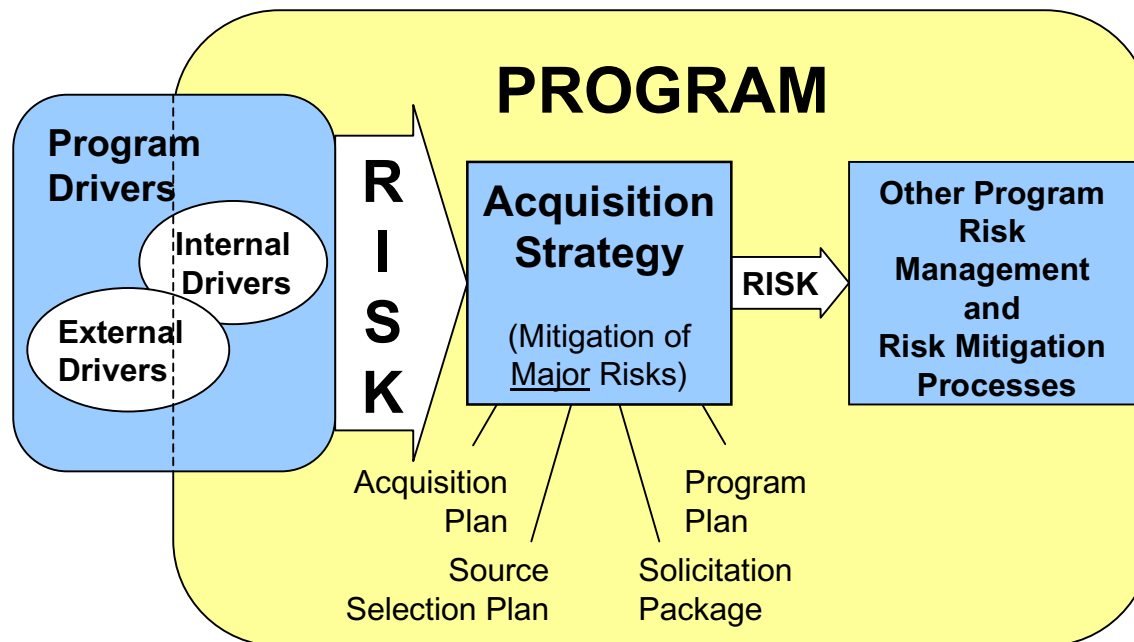 PROGRAM
Program
Drivers
Internal
Drivers
External
Drivers
R
I
S
K
Acquisition
Strategy
(Mitigation of
Major Risks)
RISK
Other Program
Risk
Management
and
Risk Mitigation
Processes
Acquisition
Plan
Source
Selection Plan
Solicitation
Package
Program
Plan